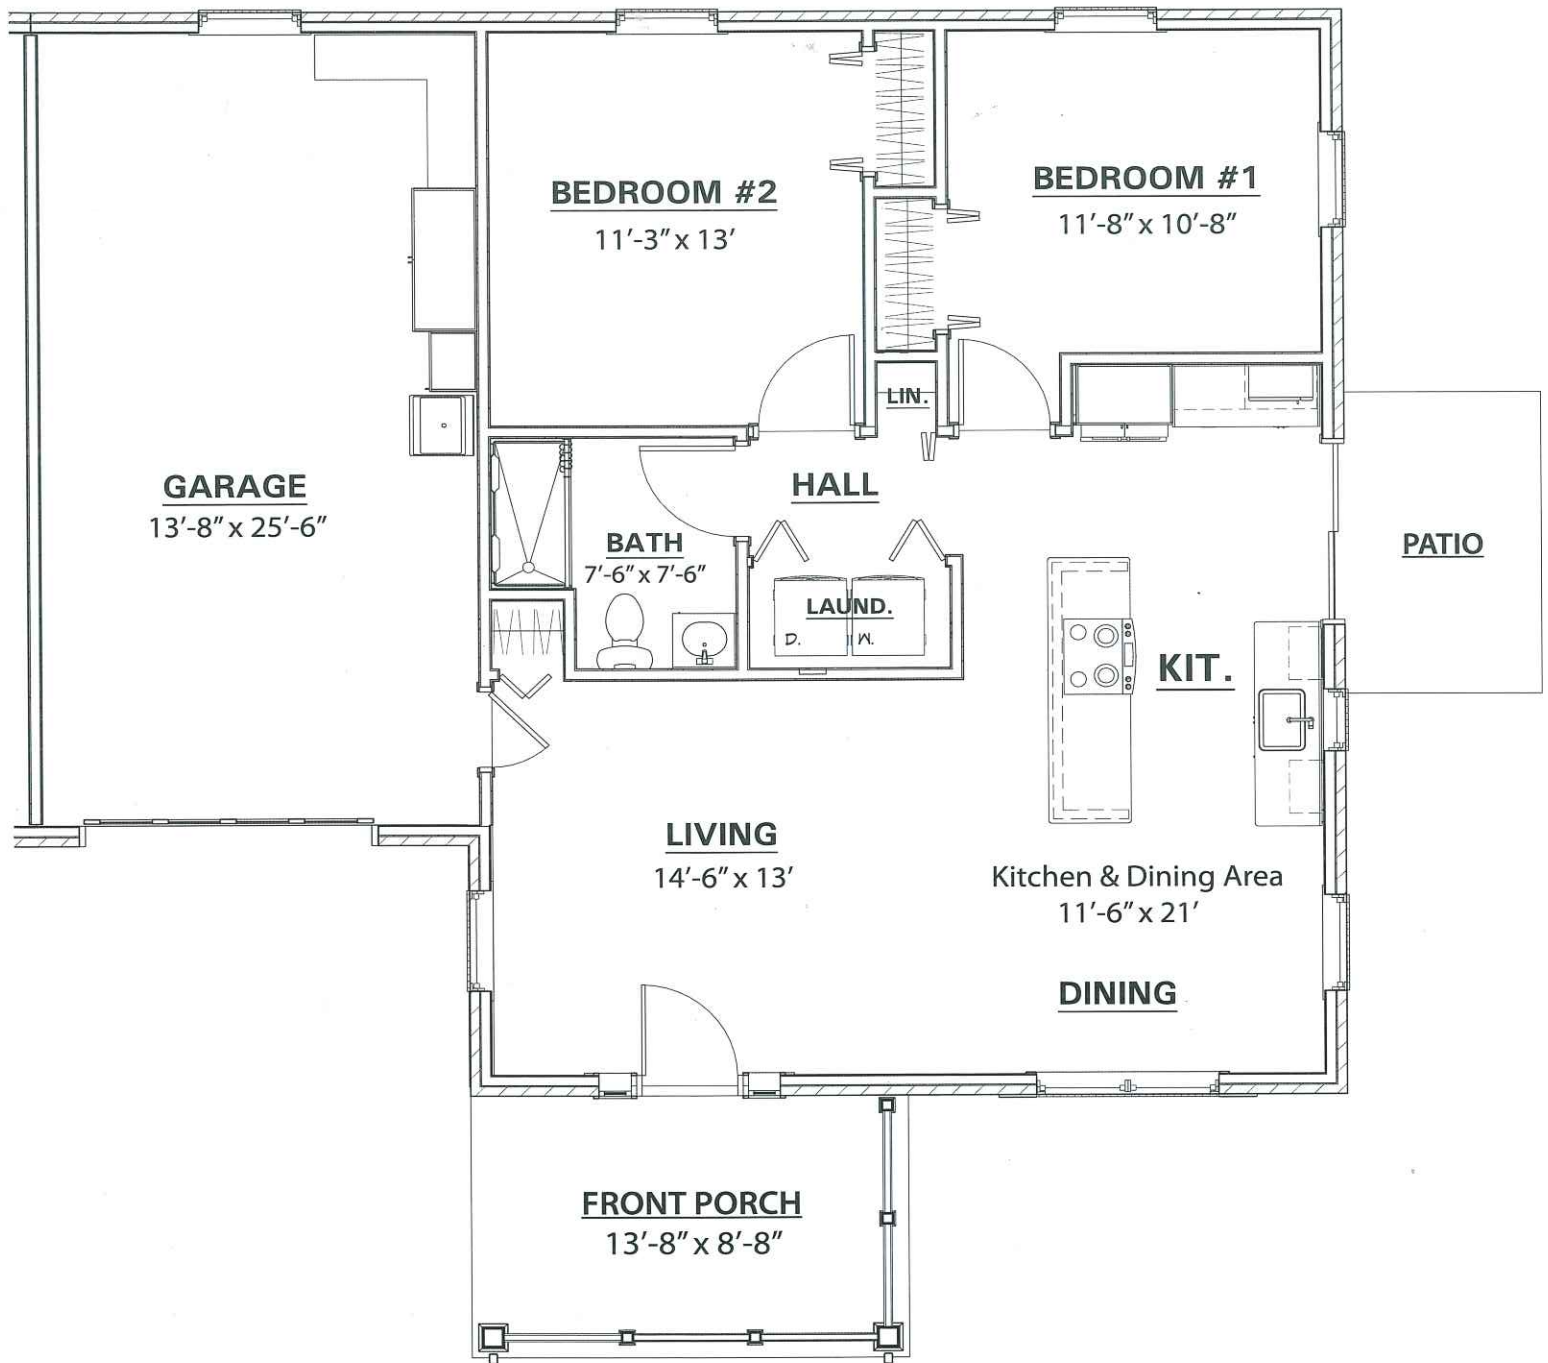 BEDROOM #2
11'-3" x 13'
BEDROOM #1
11'-8" x 10'-8"
LIN.
GARAGE
13'-8" x 25'-6"
HALL
BATH
7'-6" x 7'-6"
LAUND.
D. W.
PATIO
KIT.
LIVING
14'-6" x 13'
Kitchen & Dining Area
11'-6" x 21'
DINING
FRONT PORCH
13'-8" x 8'-8"